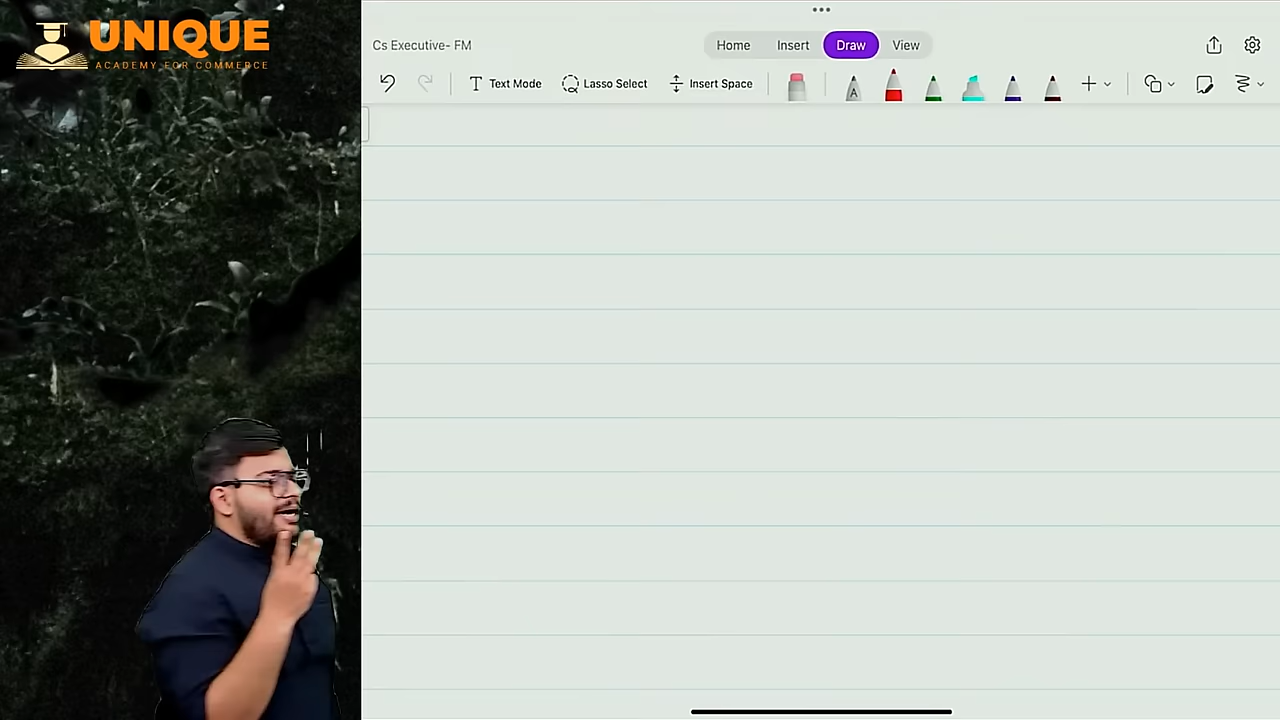 UNIQUE
ACADEMY FOR COMMERCE
Cs Executive- FM
Home Insert Draw View
Text Mode Lasso Select Insert Space
A